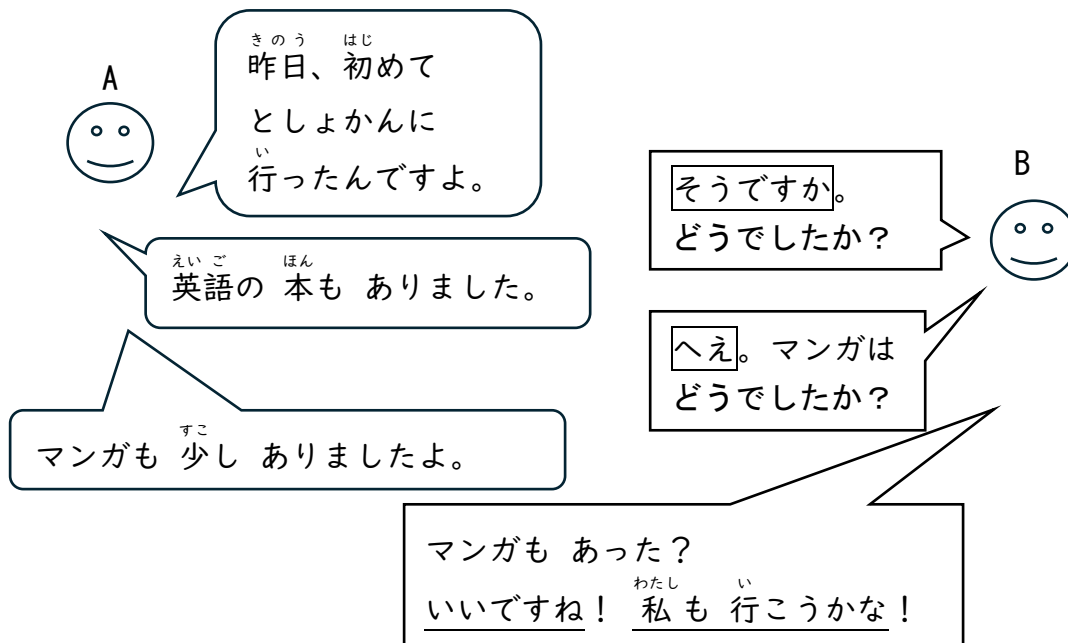 A
きのう はじ
昨日、初めて
としょかんに
い
行ったんですよ。
B
そうですか。
どうでしたか？
えいご ほん
英語の 本も ありました。
へえ。マンガは
どうでしたか？
すこ
マンガも 少し ありましたよ。
マンガも あった？
わたし い
いいですね！ 私も 行こうかな！